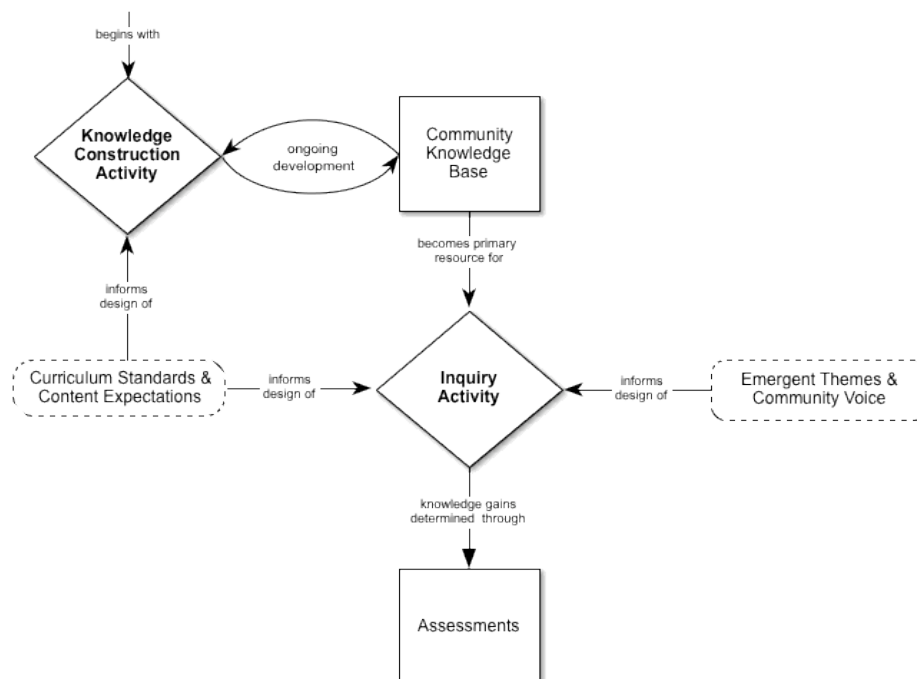 begins with
Knowledge
Construction
Activity
ongoing
development
Community
Knowledge
Base
becomes primary
resource for
informs
design of
Curriculum Standards &
Content Expectations
informs
design of
Inquiry
Activity
informs
design of
Emergent Themes &
Community Voice
knowledge gains
determined through
Assessments